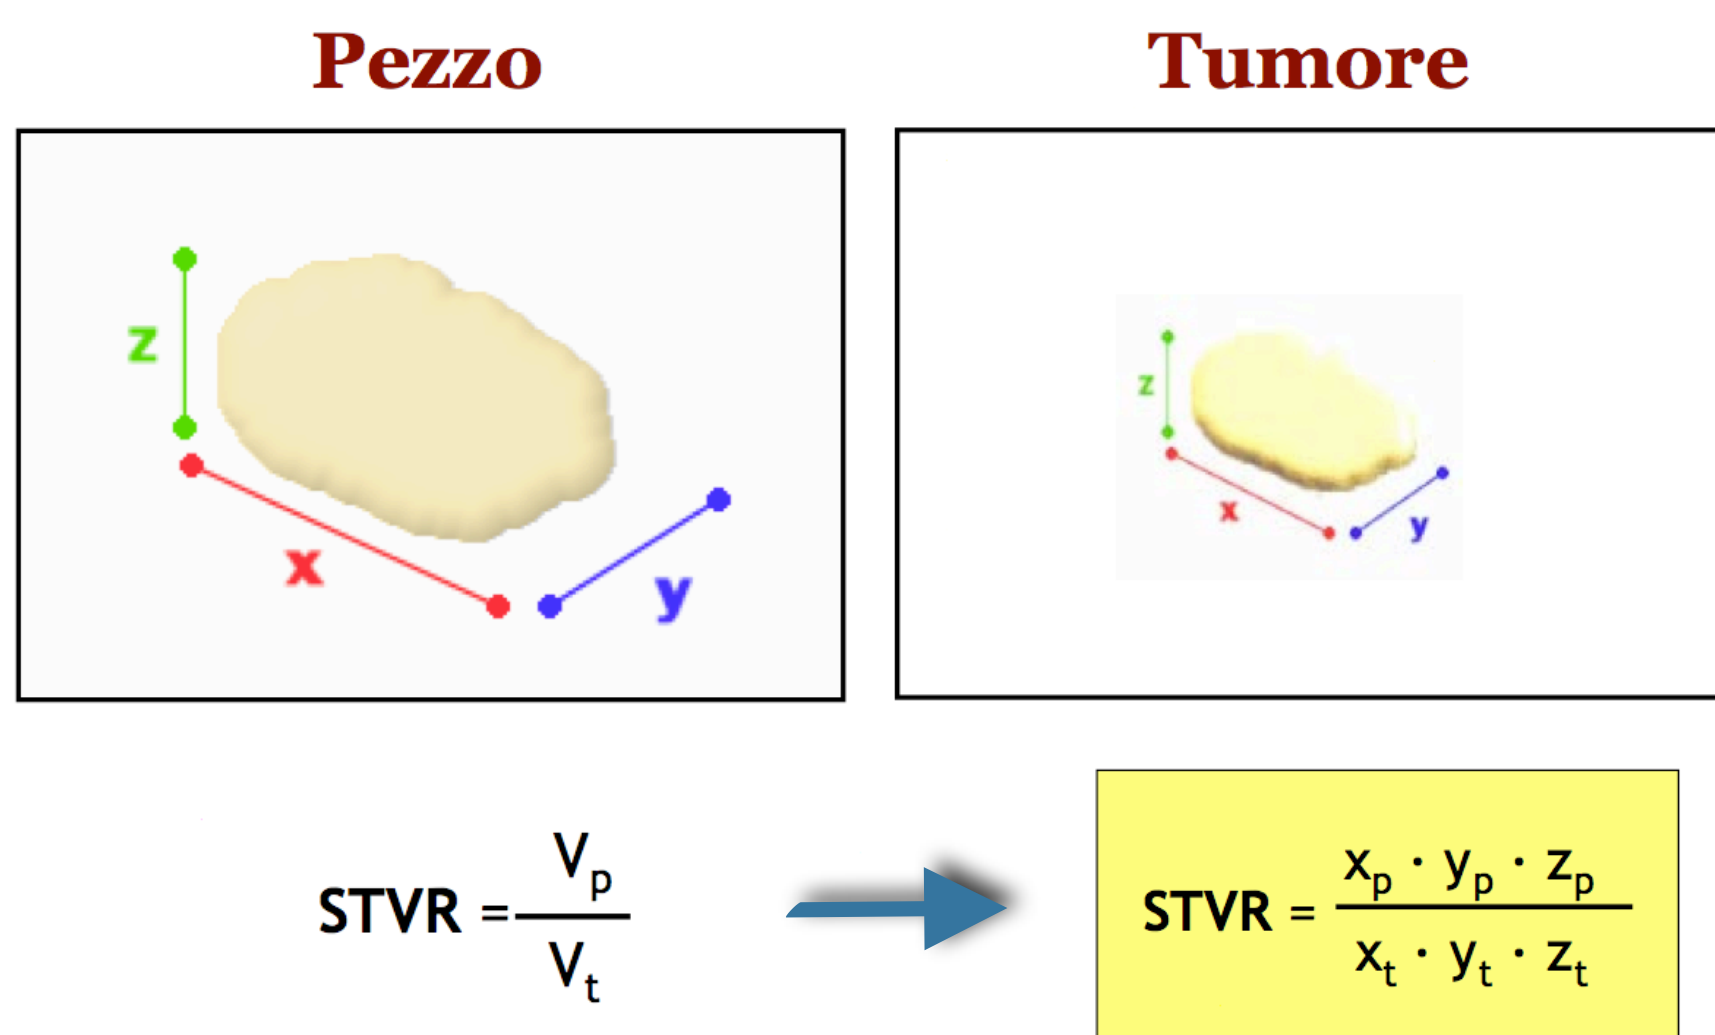 Pezzo
Tumore
z
x
y
z
x
y
STVR = Vp / Vt
STVR = xp · yp · zp / xt · yt · zt